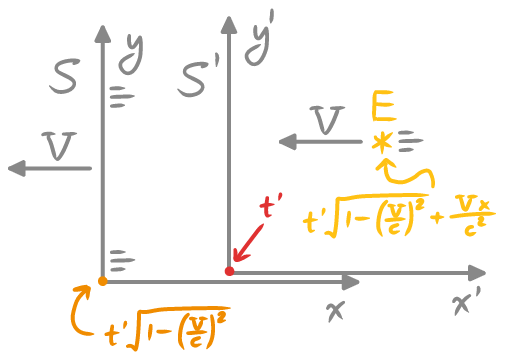 y
y'
S
S'
V
V
E
t'
t'√(1-(V/c)²) + Vx/c²
x
x'
t'√(1-(V/c)²)